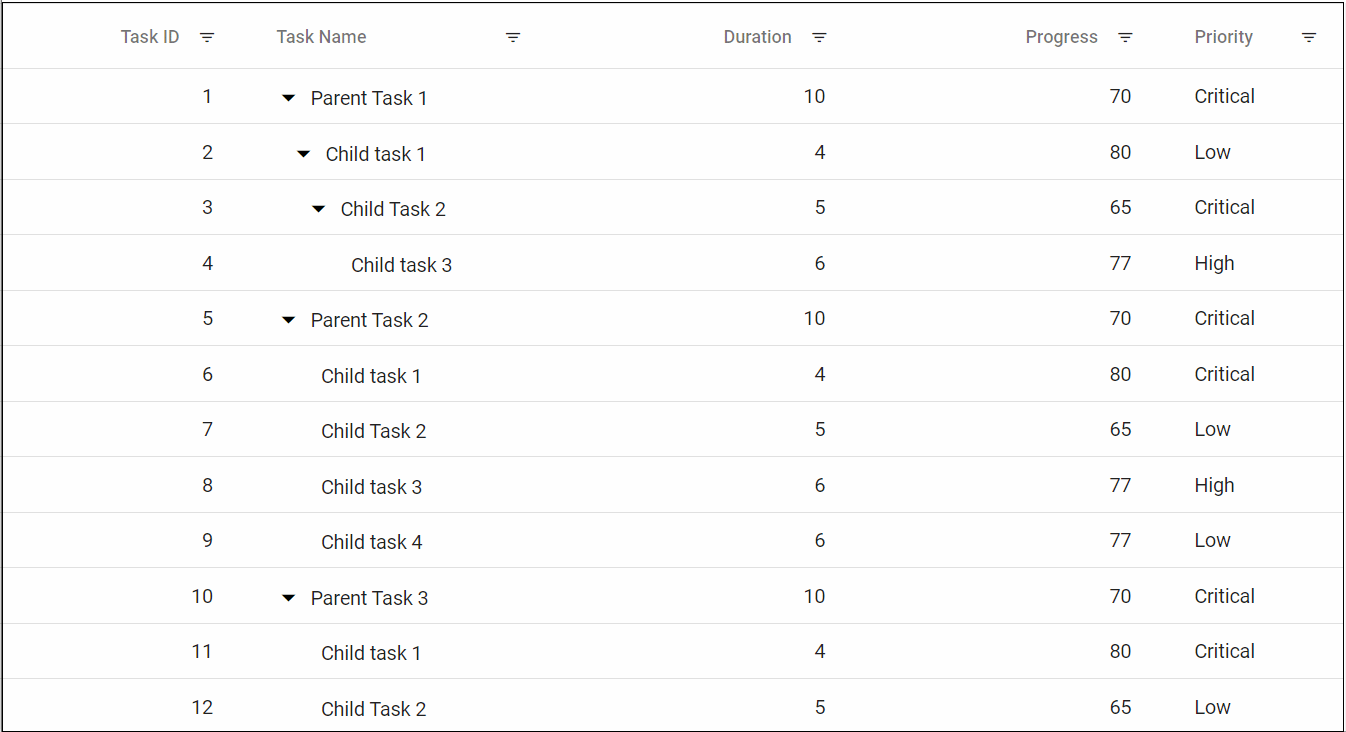 Task ID Task Name Duration Progress Priority
1 Parent Task 1 10 70 Critical
2 Child task 1 4 80 Low
3 Child Task 2 5 65 Critical
4 Child task 3 6 77 High
5 Parent Task 2 10 70 Critical
6 Child task 1 4 80 Critical
7 Child Task 2 5 65 Low
8 Child task 3 6 77 High
9 Child task 4 6 77 Low
10 Parent Task 3 10 70 Critical
11 Child task 1 4 80 Critical
12 Child Task 2 5 65 Low